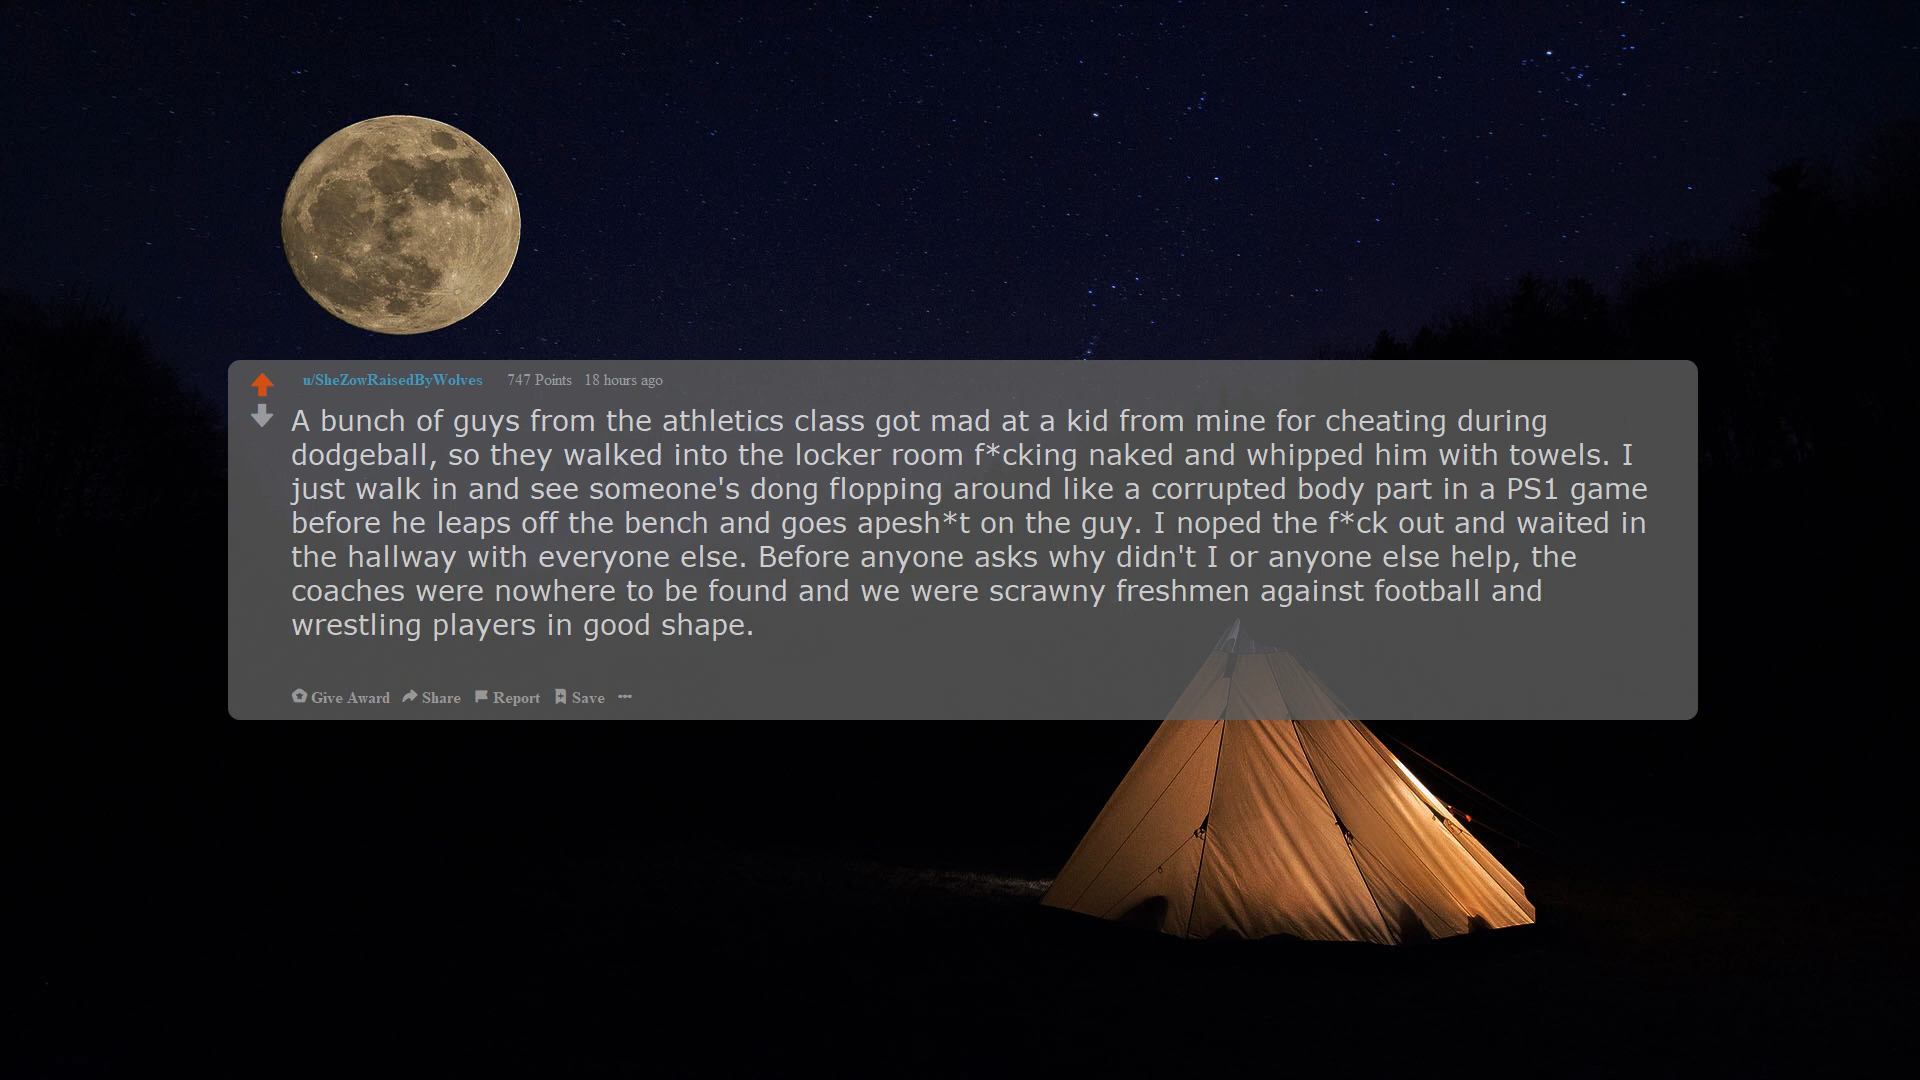 u/SheZowRaisedByWolves 747 Points 18 hours ago
A bunch of guys from the athletics class got mad at a kid from mine for cheating during
dodgeball, so they walked into the locker room f*cking naked and whipped him with towels. I
just walk in and see someone's dong flopping around like a corrupted body part in a PS1 game
before he leaps off the bench and goes apesh*t on the guy. I noped the f*ck out and waited in
the hallway with everyone else. Before anyone asks why didn't I or anyone else help, the
coaches were nowhere to be found and we were scrawny freshmen against football and
wrestling players in good shape.
Give Award Share Report Save